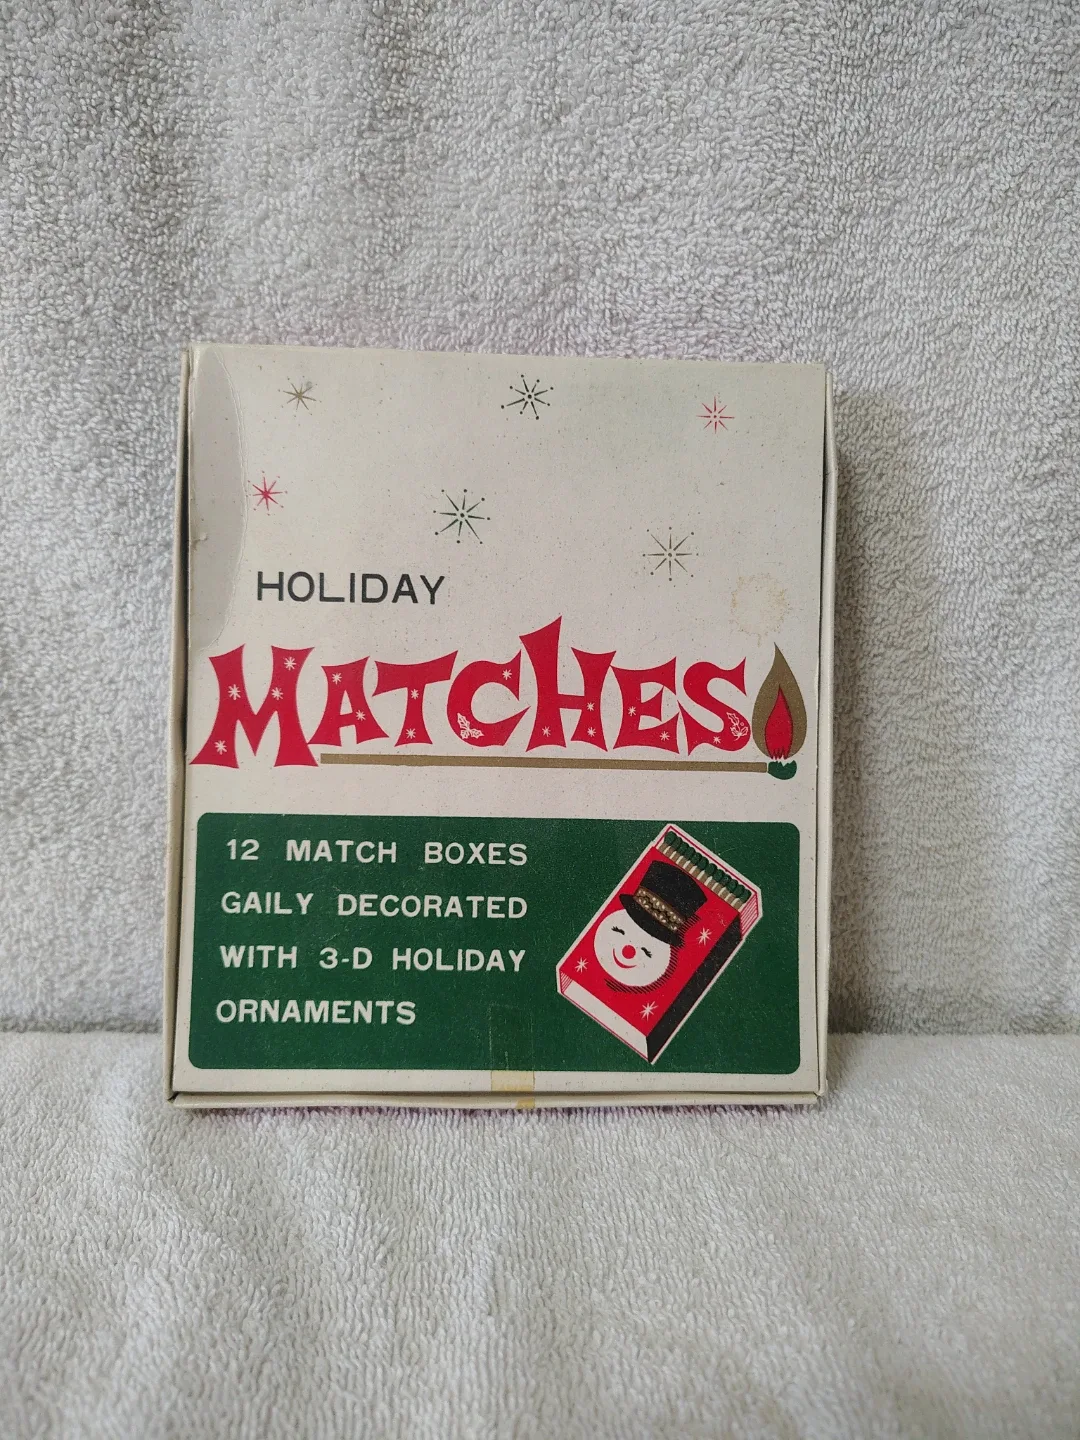 HOLIDAY
MATCHES
12 MATCH BOXES
GAILY DECORATED
WITH 3-D HOLIDAY
ORNAMENTS